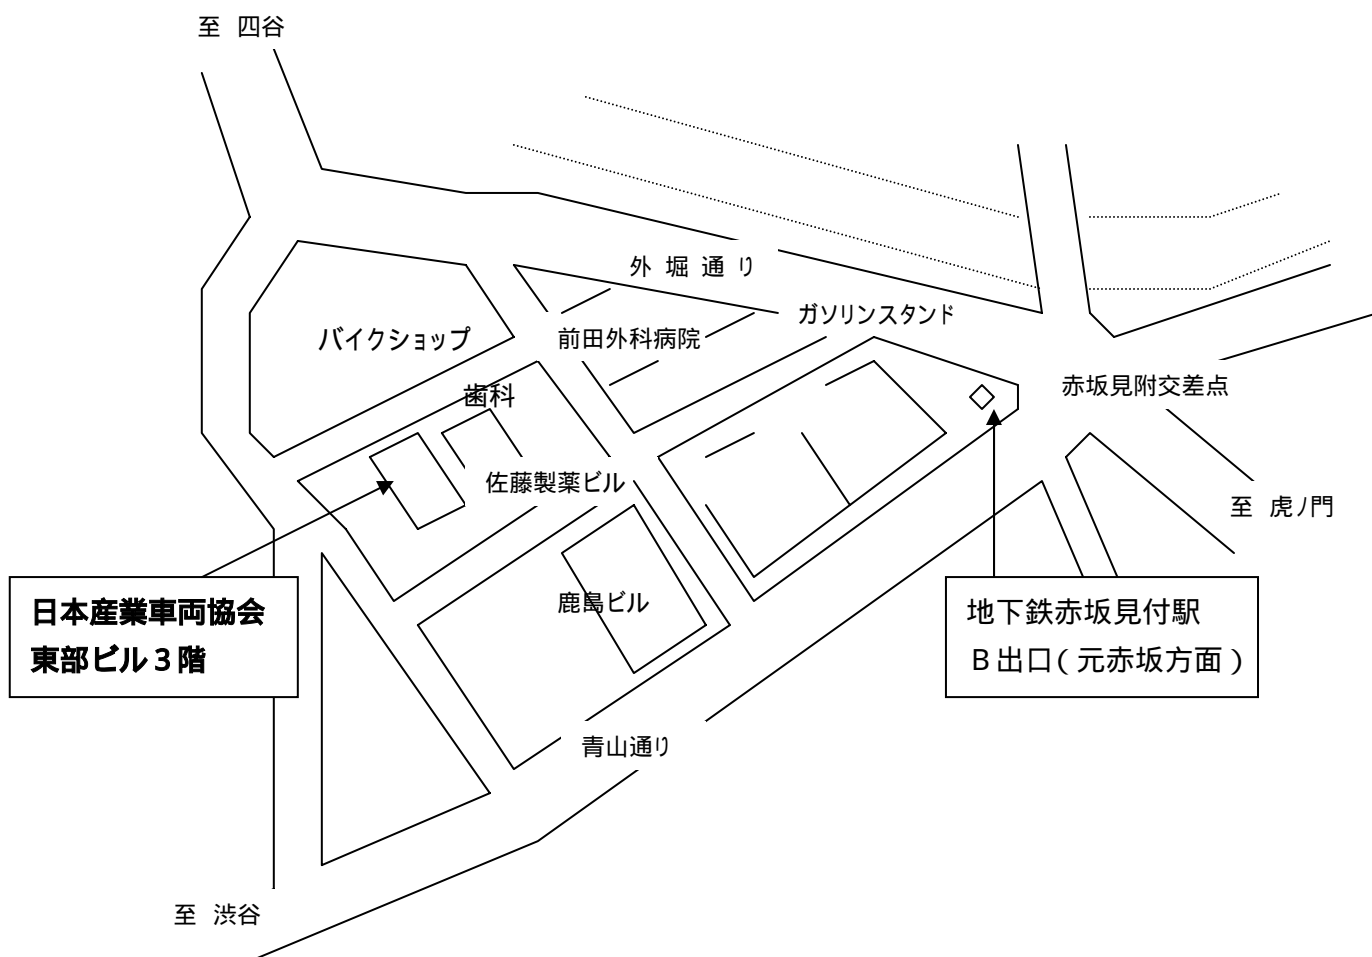 至 四谷
外 堀 通 り
ガソリンスタンド
バイクショップ
前田外科病院
赤坂見附交差点
歯科
佐藤製薬ビル
至 虎ノ門
鹿島ビル
日本産業車両協会
東部ビル３階
地下鉄赤坂見付駅
Ｂ出口(元赤坂方面)
青山通り
至 渋谷